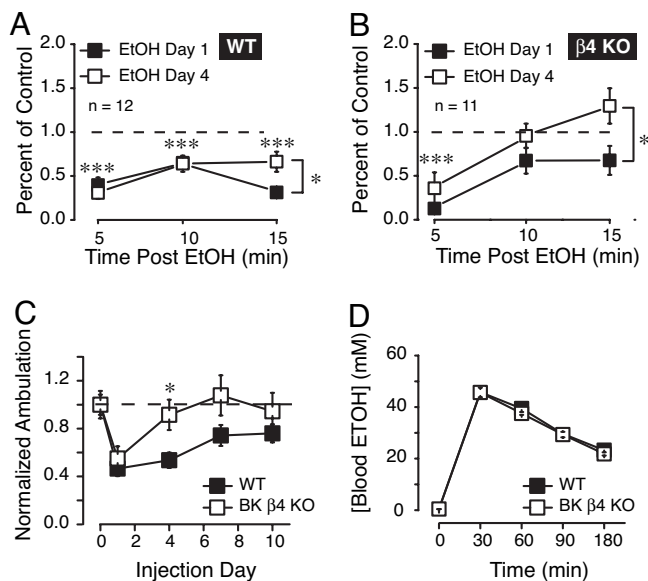 A
WT
EtOH Day 1
EtOH Day 4
n = 12
***
***
***
*
Percent of Control
2.0
1.5
1.0
0.5
0.0
5
10
15
Time Post EtOH (min)
B
β4 KO
EtOH Day 1
EtOH Day 4
n = 11
***
*
Percent of Control
2.0
1.5
1.0
0.5
0.0
5
10
15
Time Post EtOH (min)
C
Normalized Ambulation
1.2
0.8
0.4
0
*
WT
BK β4 KO
0
2
4
6
8
10
Injection Day
D
[Blood ETOH] (mM)
60
40
20
0
WT
BK β4 KO
0
30
60
90
180
Time (min)